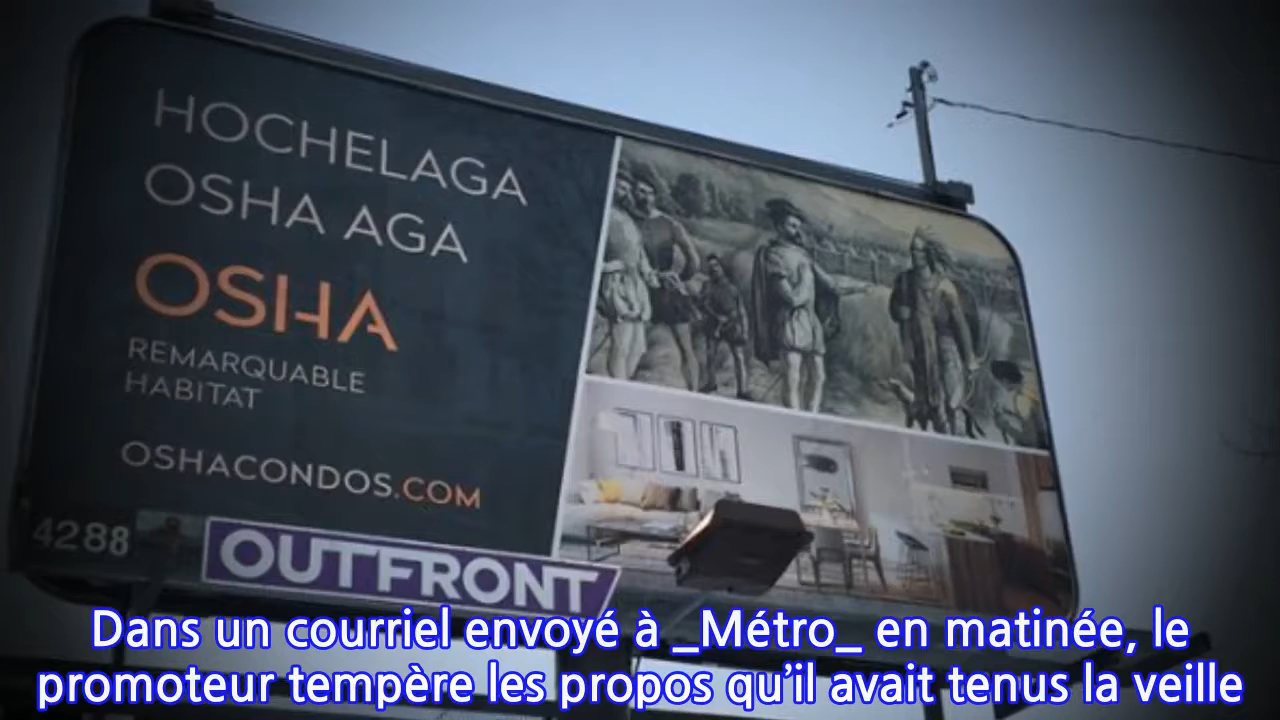 HOCHELAGA
OSHA AGA
OSHA
REMARQUABLE
HABITAT
OSHACONDOS.COM
4288
OUTFRONT
Dans un courriel envoyé à _Métro_ en matinée, le
promoteur tempère les propos qu'il avait tenus la veille